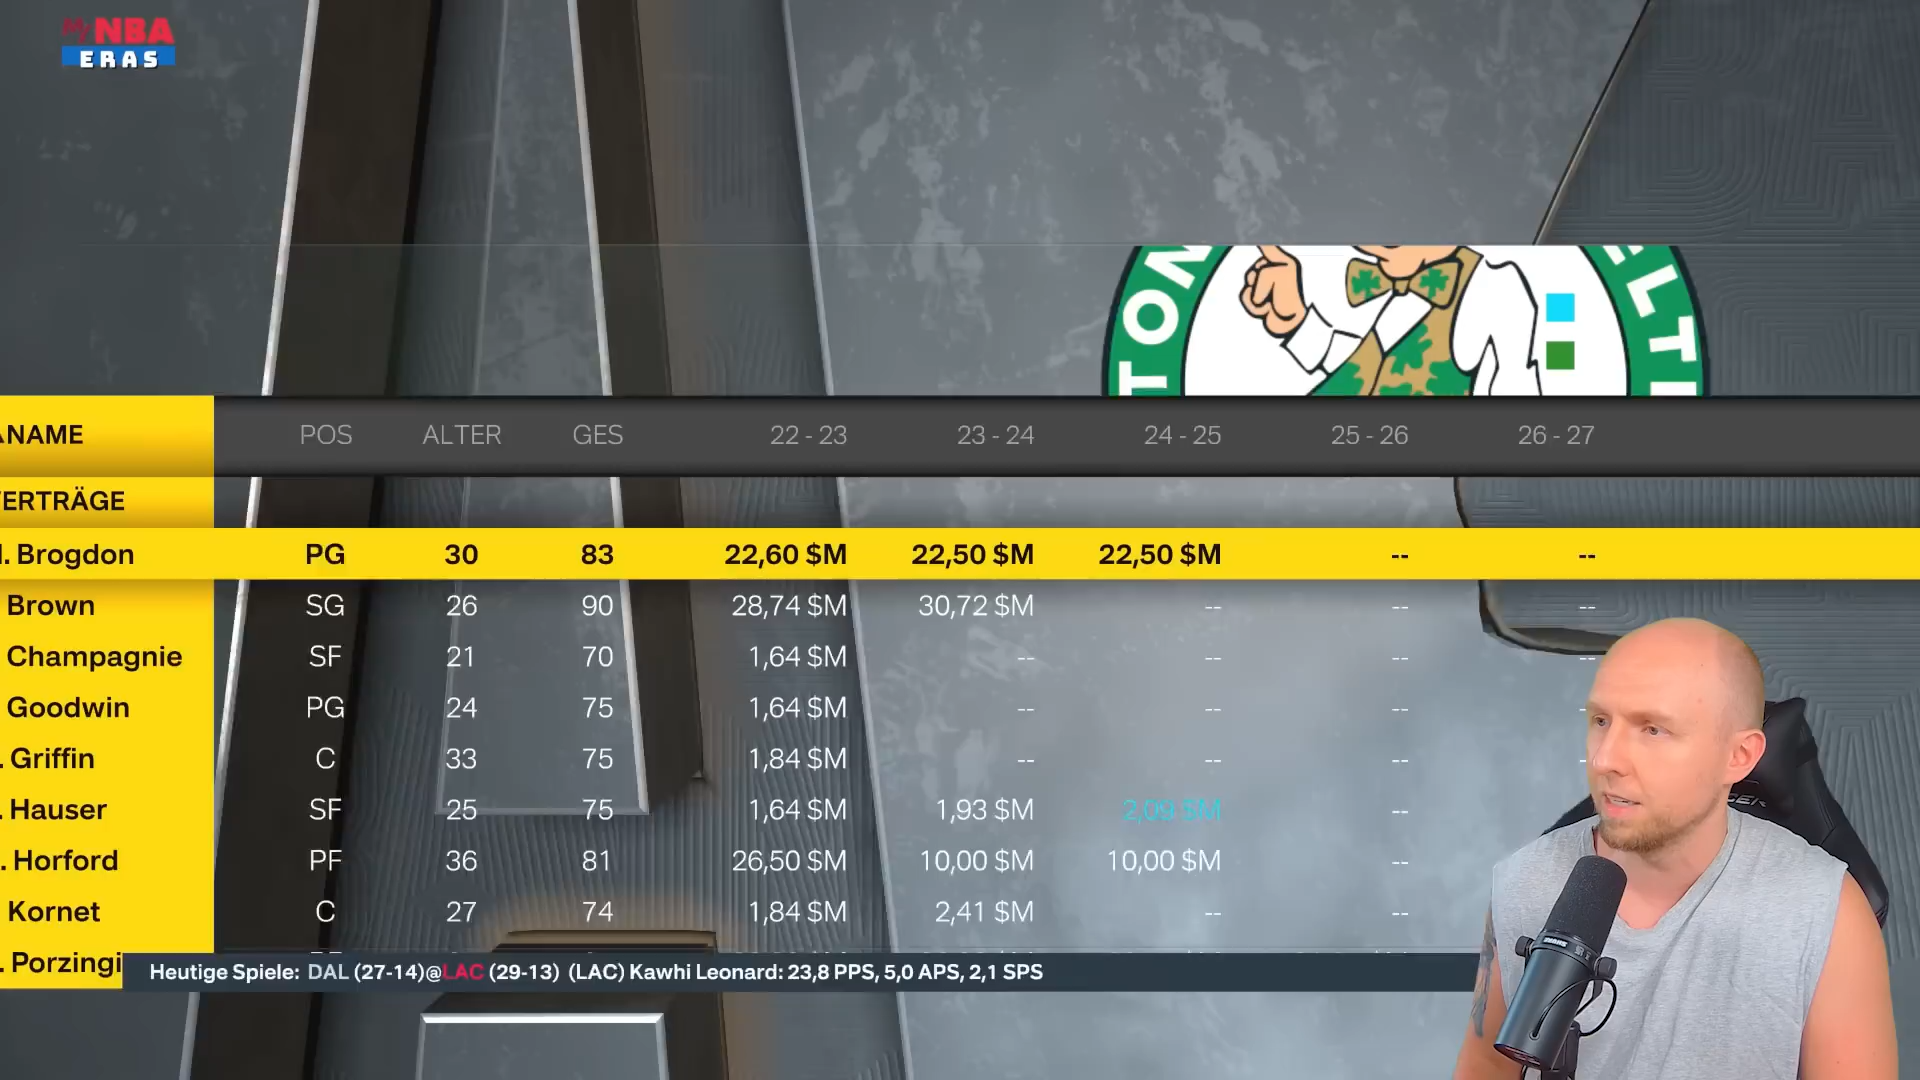 My NBA
ERAS
TON
ELTI
NAME POS ALTER GES 22 - 23 23 - 24 24 - 25 25 - 26 26 - 27
ERTRÄGE
. Brogdon PG 30 83 22,60 $M 22,50 $M 22,50 $M -- --
Brown SG 26 90 28,74 $M 30,72 $M -- -- --
Champagnie SF 21 70 1,64 $M -- -- -- --
Goodwin PG 24 75 1,64 $M -- -- -- --
. Griffin C 33 75 1,84 $M -- -- -- --
. Hauser SF 25 75 1,64 $M 1,93 $M 2,09 $M --
. Horford PF 36 81 26,50 $M 10,00 $M 10,00 $M --
Kornet C 27 74 1,84 $M 2,41 $M -- --
. Porzingi
Heutige Spiele: DAL (27-14)@LAC (29-13) (LAC) Kawhi Leonard: 23,8 PPS, 5,0 APS, 2,1 SPS
SHURE